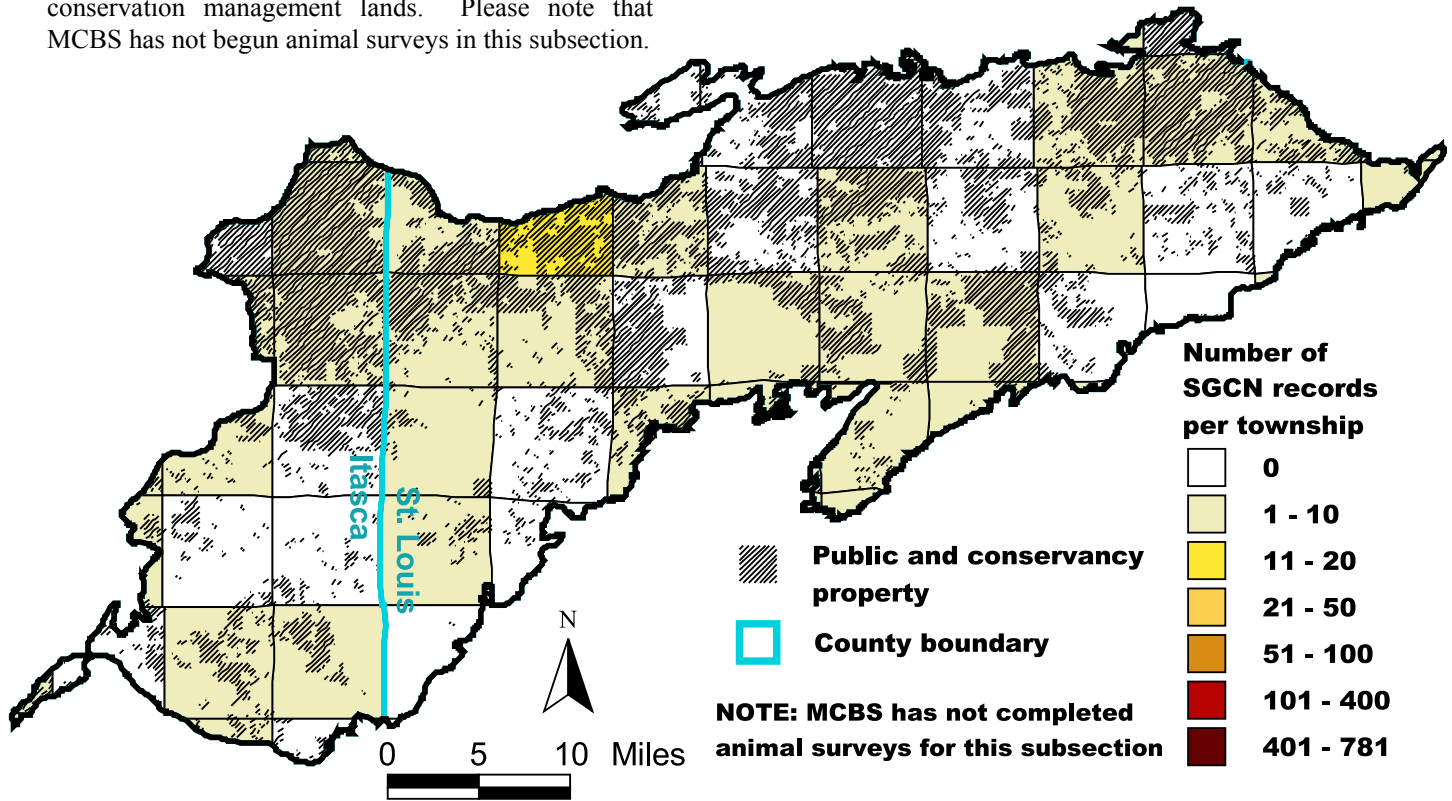 conservation management lands. Please note that
MCBS has not begun animal surveys in this subsection.
Itasca
St. Louis
N
0 5 10 Miles
Public and conservancy
property
County boundary
NOTE: MCBS has not completed
animal surveys for this subsection
Number of
SGCN records
per township
0
1 - 10
11 - 20
21 - 50
51 - 100
101 - 400
401 - 781